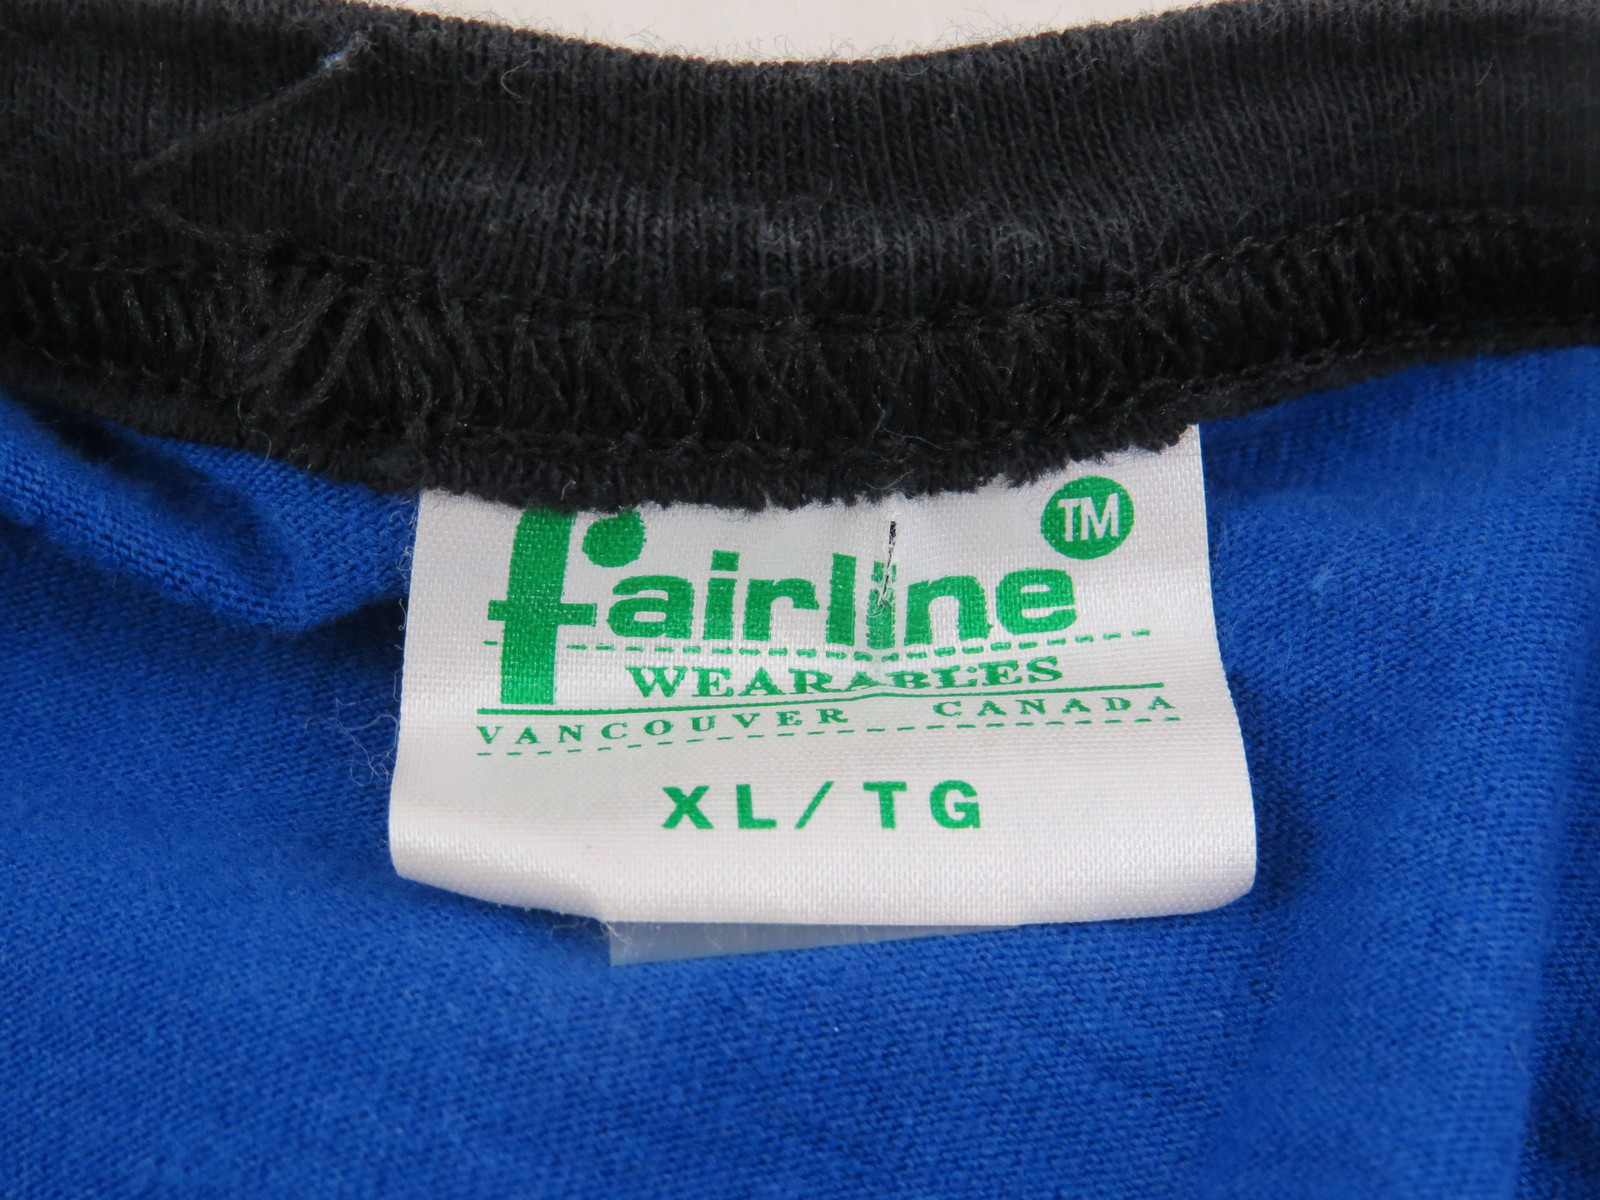 fairline TM
WEARABLES
VANCOUVER CANADA
XL/TG